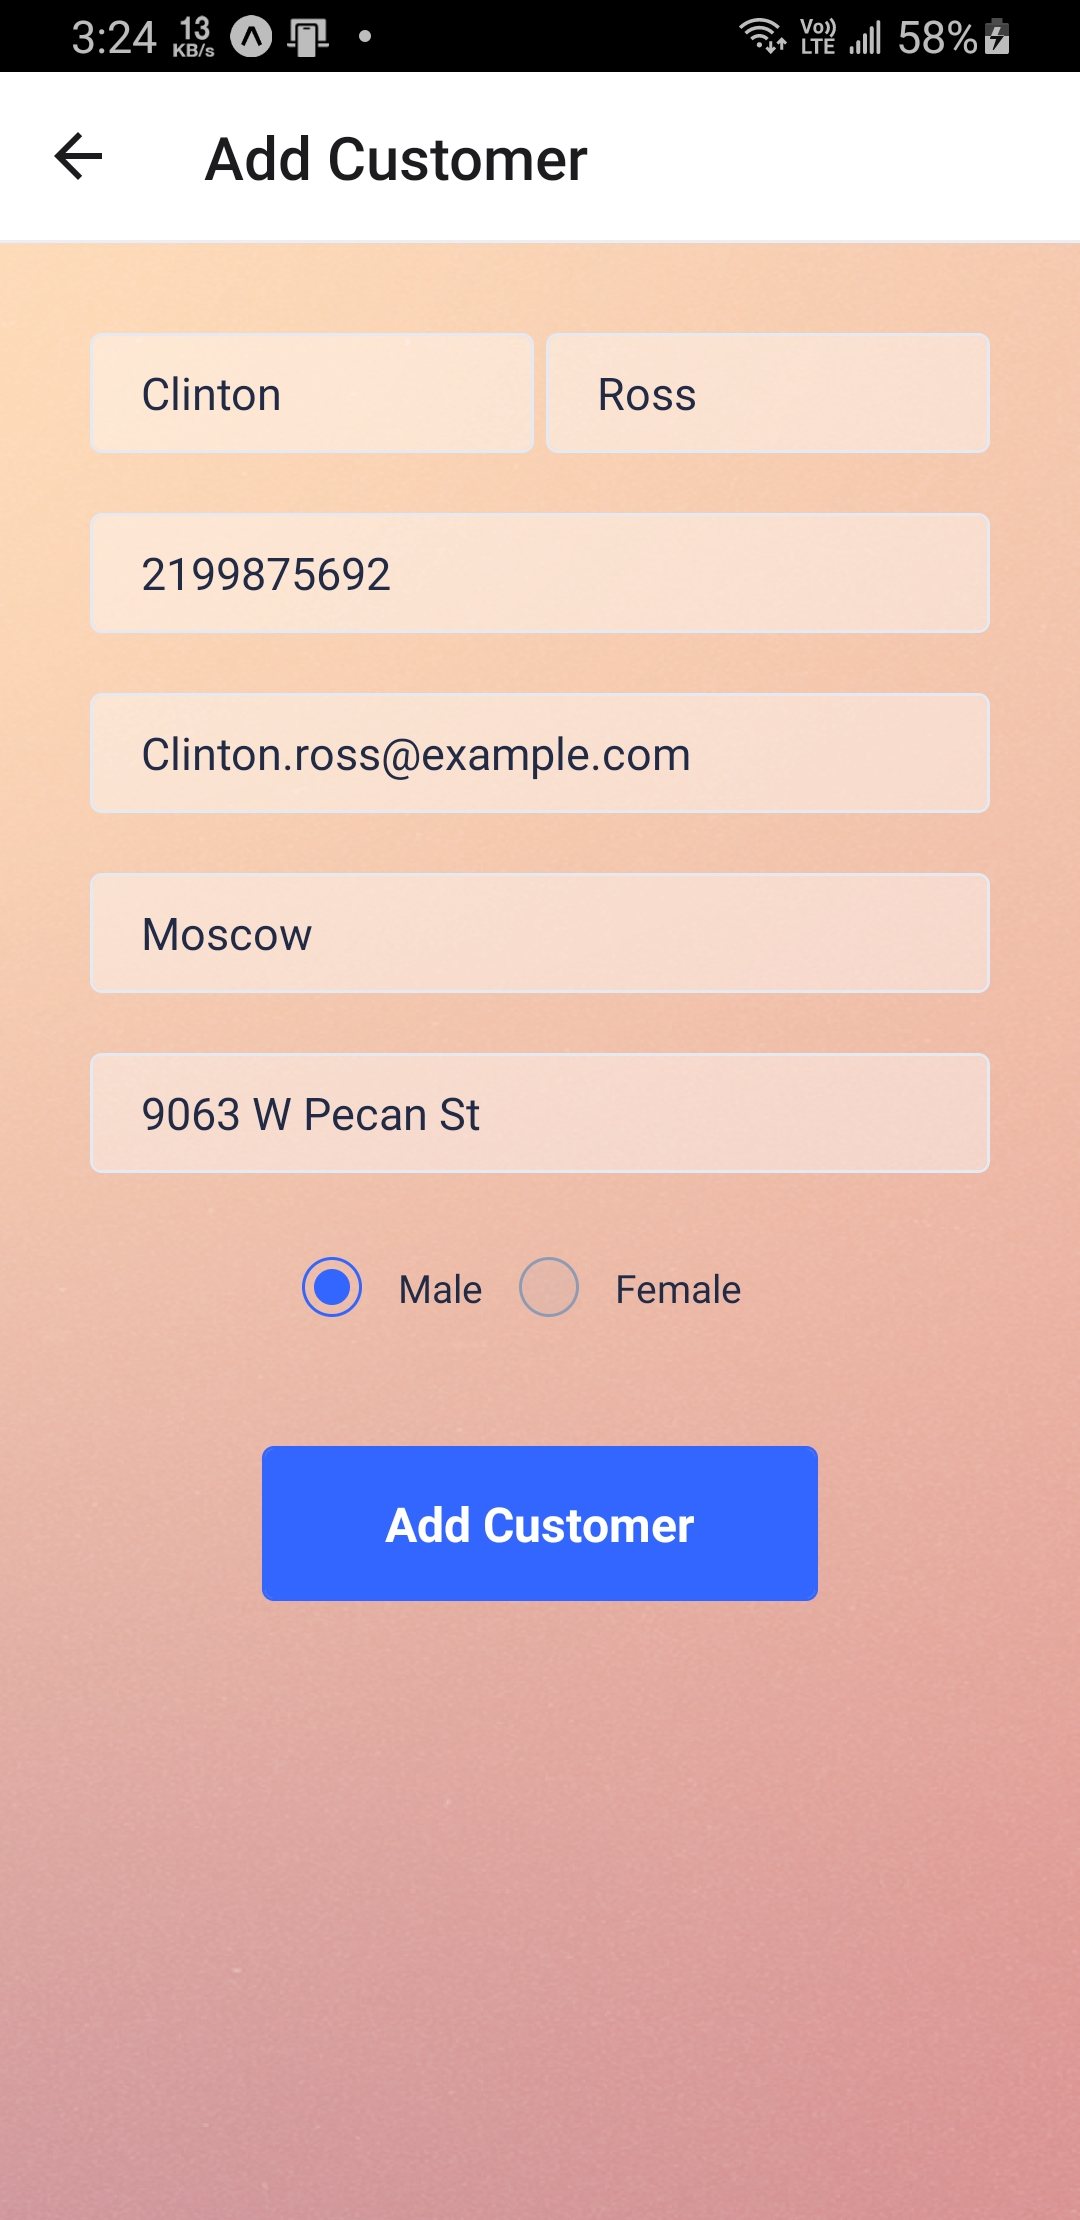 3:24 13 KB/s Vo)) LTE 58%
Add Customer
Clinton Ross
2199875692
Clinton.ross@example.com
Moscow
9063 W Pecan St
Male Female
Add Customer